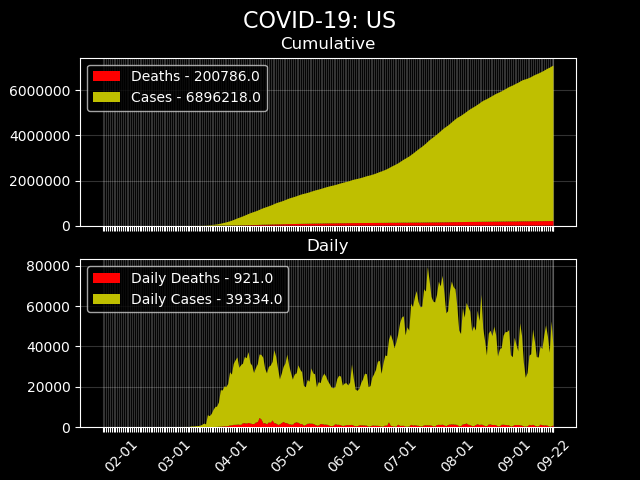 COVID-19: US
Cumulative
Deaths - 200786.0
Cases - 6896218.0
6000000
4000000
2000000
0
Daily
Daily Deaths - 921.0
Daily Cases - 39334.0
80000
60000
40000
20000
0
02-01 03-01 04-01 05-01 06-01 07-01 08-01 09-01 09-22